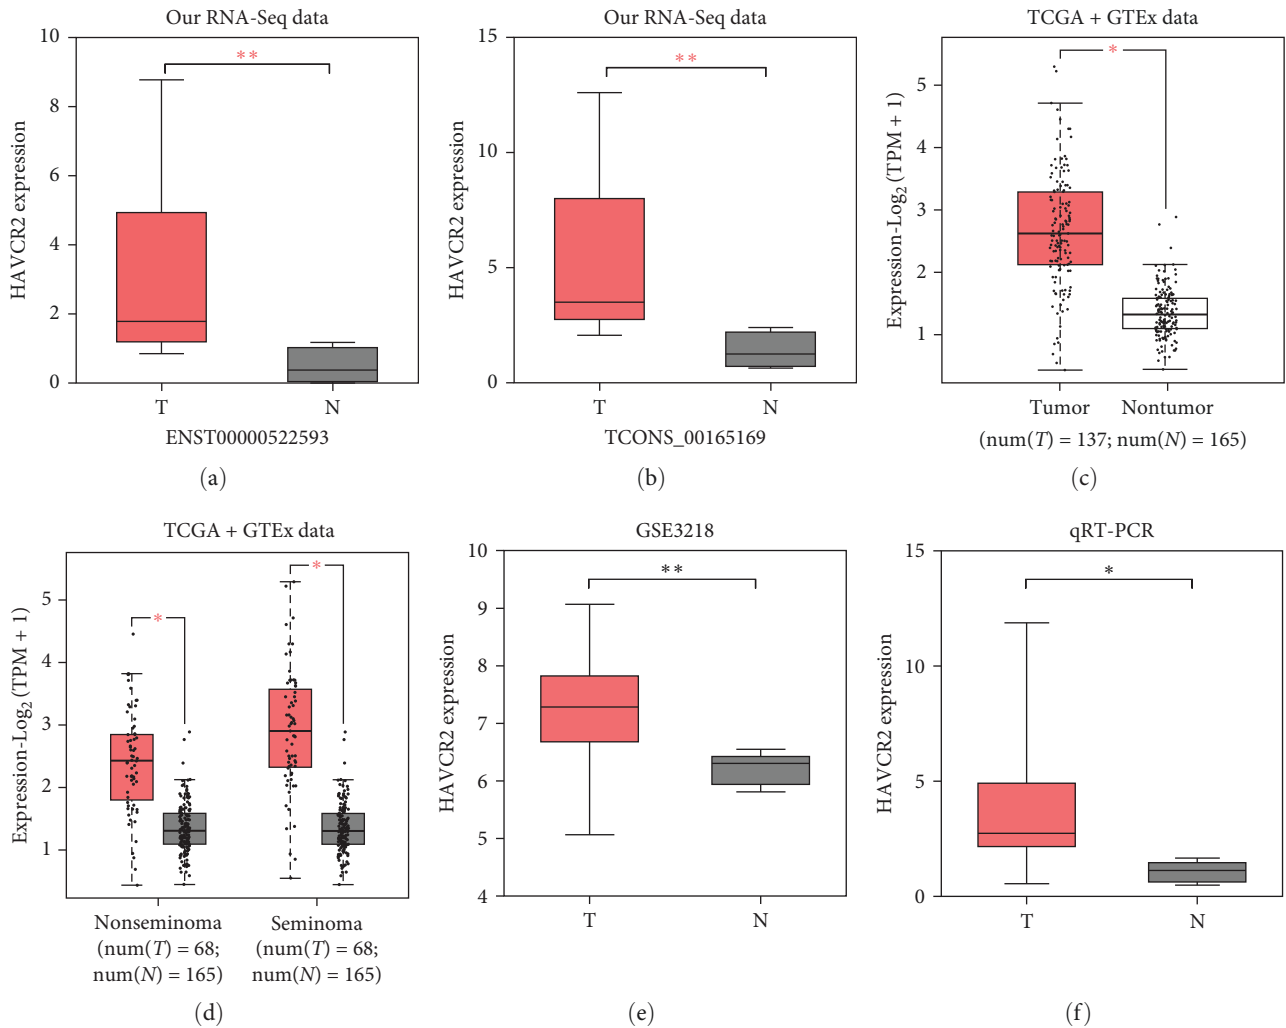 Our RNA-Seq data
10
8
6
4
2
0
HAVCR2 expression
**
T
N
ENST00000522593
(a)
Our RNA-Seq data
15
10
5
0
HAVCR2 expression
**
T
N
TCONS_00165169
(b)
TCGA + GTEx data
5
4
3
2
1
Expression-Log2 (TPM + 1)
*
Tumor
Nontumor
(num(T) = 137; num(N) = 165)
(c)
TCGA + GTEx data
5
4
3
2
1
Expression-Log2 (TPM + 1)
*
*
Nonseminoma
(num(T) = 68;
num(N) = 165)
Seminoma
(num(T) = 68;
num(N) = 165)
(d)
GSE3218
10
9
8
7
6
5
4
HAVCR2 expression
**
T
N
(e)
qRT-PCR
15
10
5
0
HAVCR2 expression
*
T
N
(f)